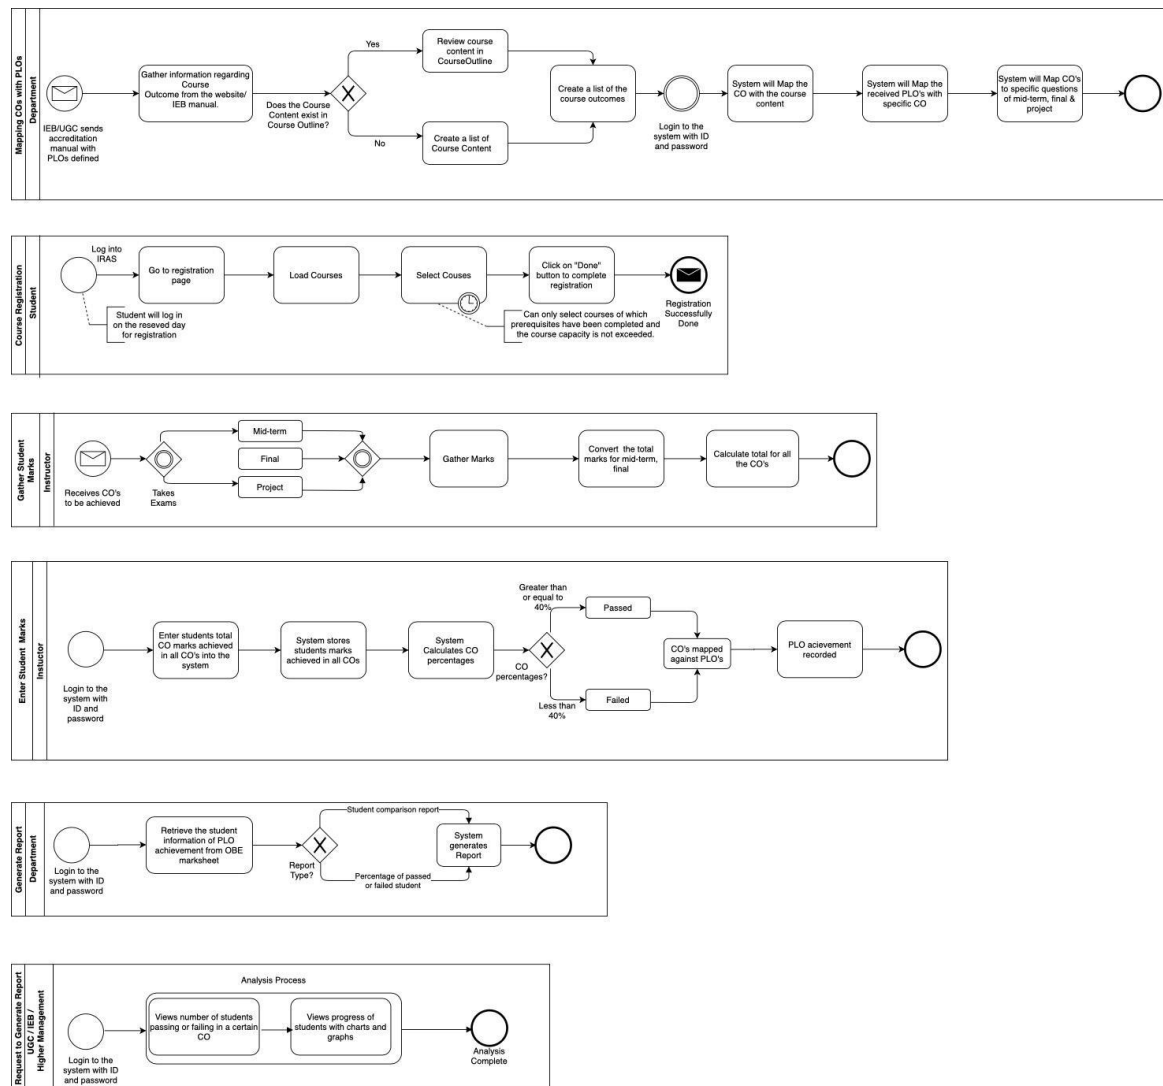 Mapping COs with PLOs
Department
IEB/UGC sends
accreditation
manual with
PLOs defined
Gather information regarding
Course
Outcome from the website/
IEB manual.
Does the Course
Content exist in
Course Outline?
Yes
No
Review course
content in
CourseOutline
Create a list of
Course Content
Create a list of the
course outcomes
Login to the
system with ID
and password
System will Map the
CO with the course
content
System will Map the
received PLO's with
specific CO
System will Map CO's
to specific questions
of mid-term, final &
project
Course Registration
Student
Log into
IRAS
Student will log in
on the reseved day
for registration
Go to registration
page
Load Courses
Select Couses
Can only select courses of which
prerequisites have been completed and
the course capacity is not exceeded.
Click on "Done"
button to complete
registration
Registration
Successfully
Done
Gather Student
Marks
Instructor
Receives CO's
to be achieved
Takes
Exams
Mid-term
Final
Project
Gather Marks
Convert the total
marks for mid-term,
final
Calculate total for all
the CO's
Enter Student Marks
Instuctor
Login to the
system with
ID and
password
Enter students total
CO marks achieved
in all CO's into the
system
System stores
students marks
achieved in all COs
System
Calculates CO
percentages
CO
percentages?
Greater than
or equal to
40%
Less than
40%
Passed
Failed
CO's mapped
against PLO's
PLO acievement
recorded
Generate Report
Department
Login to the
system with ID
and password
Retrieve the student
information of PLO
achievement from OBE
marksheet
Report
Type?
Student comparison report
Percentage of passed
or failed student
System
generates
Report
Request to Generate Report
UGC / IEB /
Higher Management
Login to the
system with ID
and password
Analysis Process
Views number of students
passing or failing in a certain
CO
Views progress of
students with charts and
graphs
Analysis
Complete